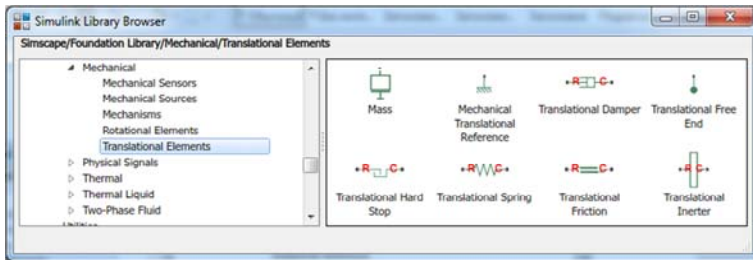 Simulink Library Browser
Simscape/Foundation Library/Mechanical/Translational Elements
Mechanical
Mechanical Sensors
Mechanical Sources
Mechanisms
Rotational Elements
Translational Elements
Physical Signals
Thermal
Thermal Liquid
Two-Phase Fluid
Utilities
Mass
Mechanical
Translational
Reference
R C
Translational Damper
Translational Free
End
R C
Translational Hard
Stop
R C
Translational Spring
R C
Translational
Friction
R C
Translational
Inerter